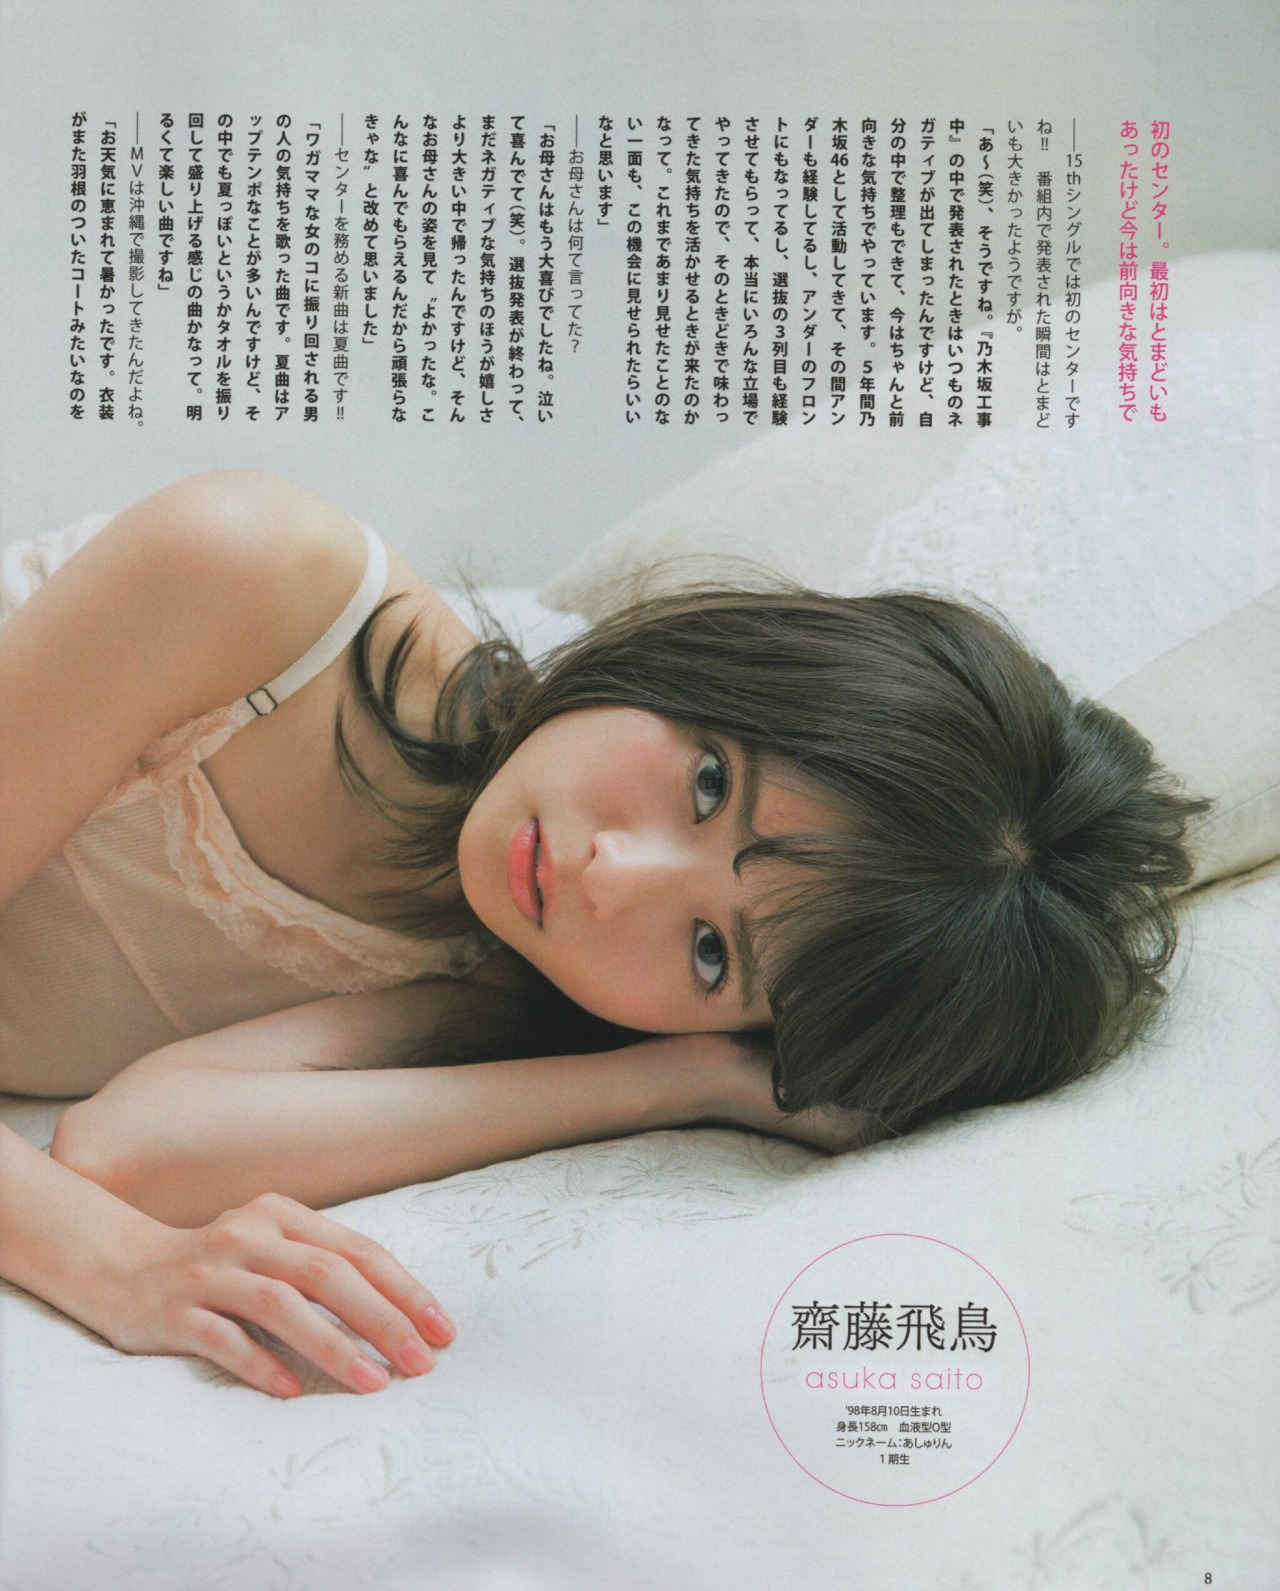 初のセンター。最初はとまどいも
あったけど今は前向きな気持ちで
――15thシングルでは初のセンターです
ね!! 番組内で発表された瞬間はとまど
いも大きかったようですが。
「あ〜(笑)、そうですね。『乃木坂工事
中』の中で発表されたときはいつものネ
ガティブが出てしまったんですけど、自
分の中で整理もできて、今はちゃんと前
向きな気持ちでやっています。5年間乃
木坂46として活動してきて、その間アン
ダーも経験してるし、アンダーのフロン
トにもなってるし、選抜の3列目も経験
させてもらって、本当にいろんな立場で
やってきたので、そのときどきで味わっ
てきた気持ちを活かせるときが来たのか
なって。これまであまり見せたことのな
い一面も、この機会に見せられたらいい
なと思います」
――お母さんは何て言ってた?
「お母さんはもう大喜びでしたね。泣い
て喜んでて(笑)。選抜発表が終わって、
まだネガティブな気持ちのほうが嬉しさ
より大きい中で帰ったんですけど、そん
なお母さんの姿を見て〝よかったな。こ
んなに喜んでもらえるんだから頑張らな
きゃな〟と改めて思いました」
――センターを務める新曲は夏曲です!!
「ワガママな女のコに振り回される男
の人の気持ちを歌った曲です。夏曲はア
ップテンポなことが多いんですけど、そ
の中でも夏っぽいというかタオルを振り
回して盛り上げる感じの曲かなって。明
るくて楽しい曲ですね」
――MVは沖縄で撮影してきたんだよね。
「お天気に恵まれて暑かったです。衣装
がまた羽根のついたコートみたいなのを
齋藤飛鳥
asuka saito
'98年8月10日生まれ
身長158㎝ 血液型O型
ニックネーム:あしゅりん
1期生
8